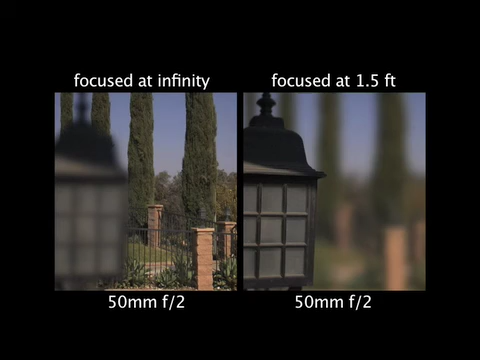 focused at infinity
focused at 1.5 ft
50mm f/2
50mm f/2